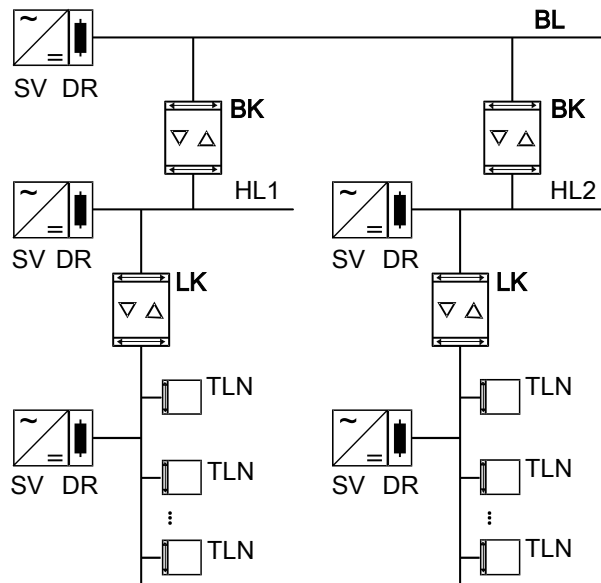 BL
SV DR
BK BK
HL1 HL2
SV DR SV DR
LK LK
TLN TLN
SV DR SV DR
TLN TLN
TLN TLN